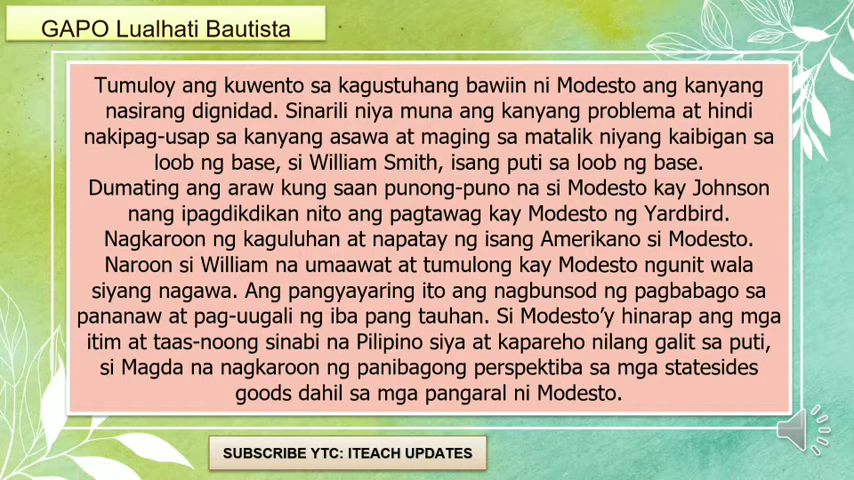 GAPO Lualhati Bautista
Tumuloy ang kuwento sa kagustuhang bawiin ni Modesto ang kanyang
nasirang dignidad. Sinarili niya muna ang kanyang problema at hindi
nakipag-usap sa kanyang asawa at maging sa matalik niyang kaibigan sa
loob ng base, si William Smith, isang puti sa loob ng base.
Dumating ang araw kung saan punong-puno na si Modesto kay Johnson
nang ipagdikdikan nito ang pagtawag kay Modesto ng Yardbird.
Nagkaroon ng kaguluhan at napatay ng isang Amerikano si Modesto.
Naroon si William na umaawat at tumulong kay Modesto ngunit wala
siyang nagawa. Ang pangyayaring ito ang nagbunsod ng pagbabago sa
pananaw at pag-uugali ng iba pang tauhan. Si Modesto’y hinarap ang mga
itim at taas-noong sinabi na Pilipino siya at kapareho nilang galit sa puti,
si Magda na nagkaroon ng panibagong perspektiba sa mga statesides
goods dahil sa mga pangaral ni Modesto.
SUBSCRIBE YTC: ITEACH UPDATES